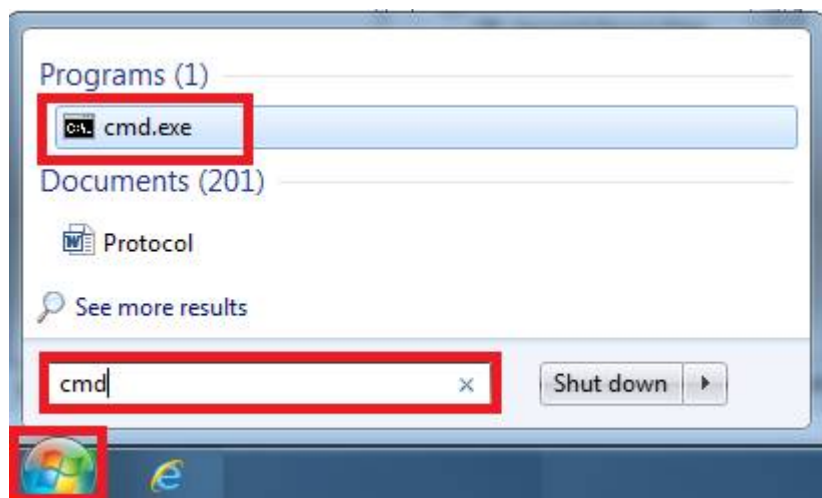 Programs (1)
cmd.exe
Documents (201)
Protocol
See more results
cmd
Shut down